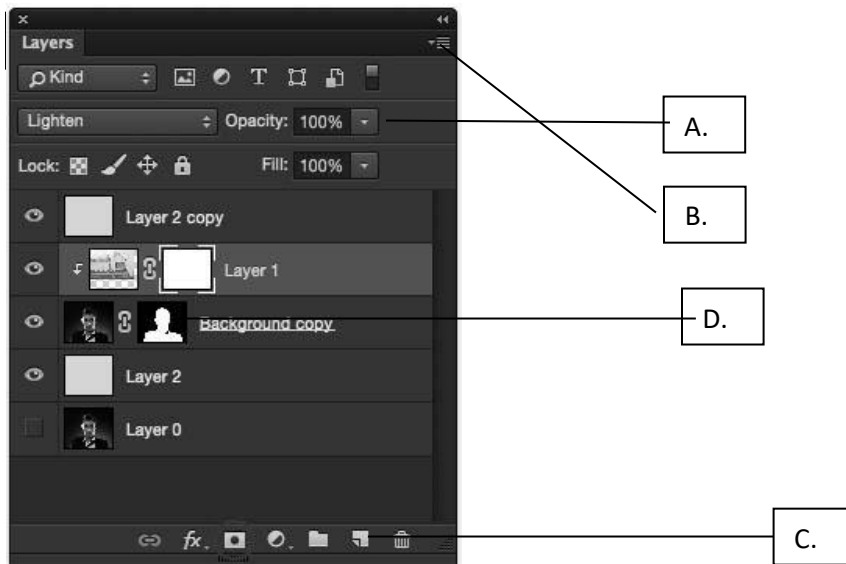 Layers
Kind
T
Lighten Opacity: 100%
A.
Lock: Fill: 100%
B.
Layer 2 copy
Layer 1
Background copy
D.
Layer 2
Layer 0
fx.
C.